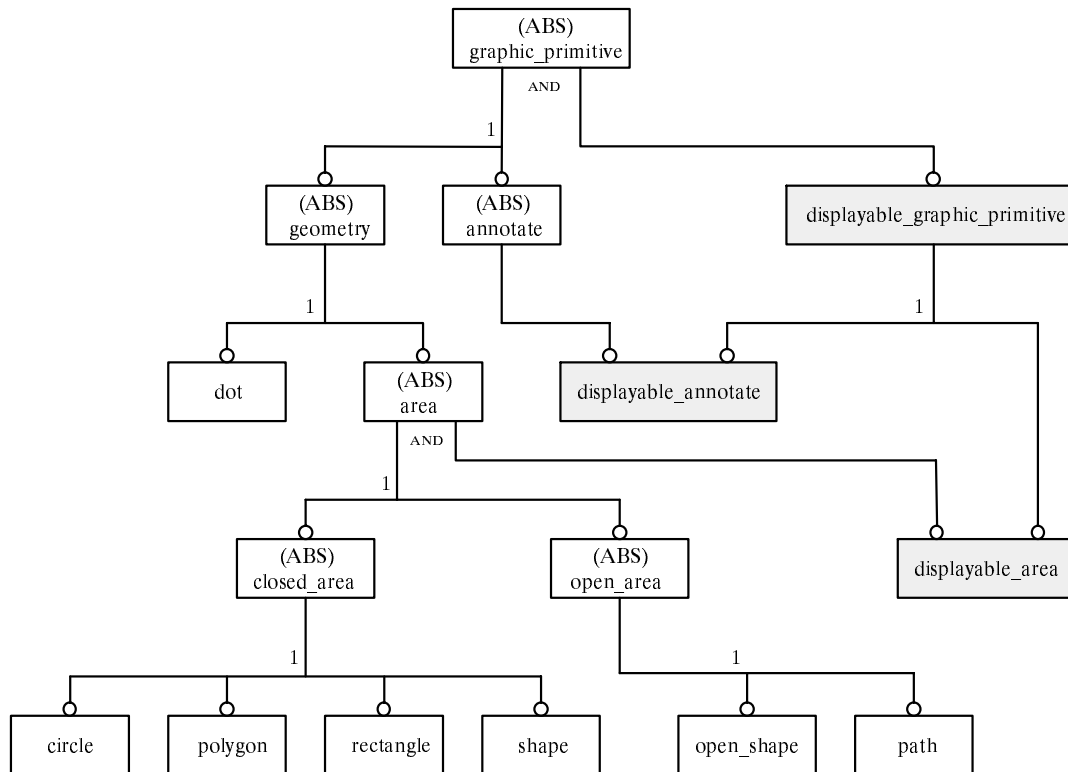 (ABS)
graphic_primitive
AND
1
(ABS)
geometry
(ABS)
annotate
displayable_graphic_primitive
1
1
dot
(ABS)
area
displayable_annotate
AND
1
(ABS)
closed_area
(ABS)
open_area
displayable_area
1
1
circle
polygon
rectangle
shape
open_shape
path